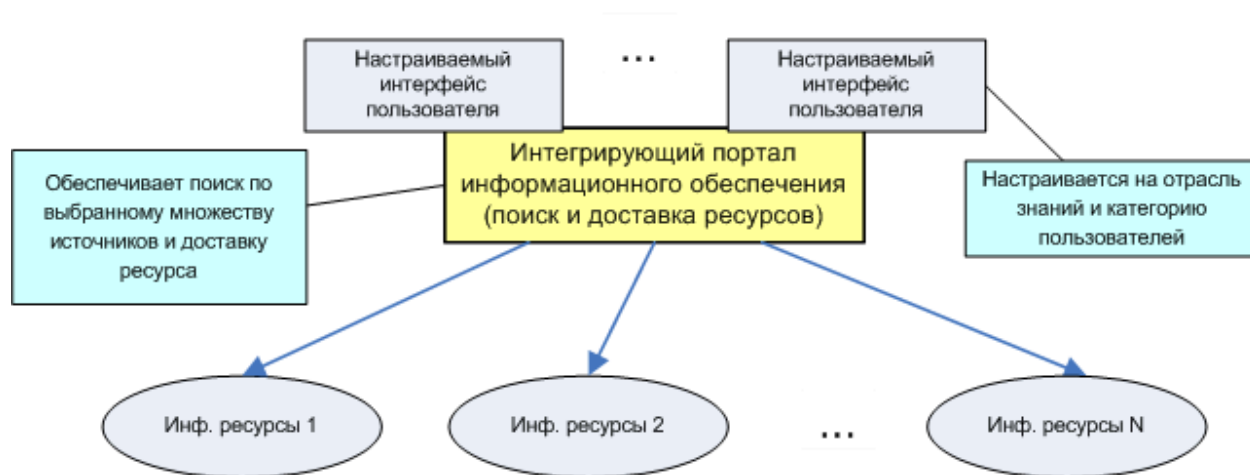 Настраиваемый
интерфейс
пользователя
...
Настраиваемый
интерфейс
пользователя
Интегрирующий портал
информационного обеспечения
(поиск и доставка ресурсов)
Обеспечивает поиск по
выбранному множеству
источников и доставку
ресурса
Настраивается на отрасль
знаний и категорию
пользователей
Инф. ресурсы 1
Инф. ресурсы 2
...
Инф. ресурсы N